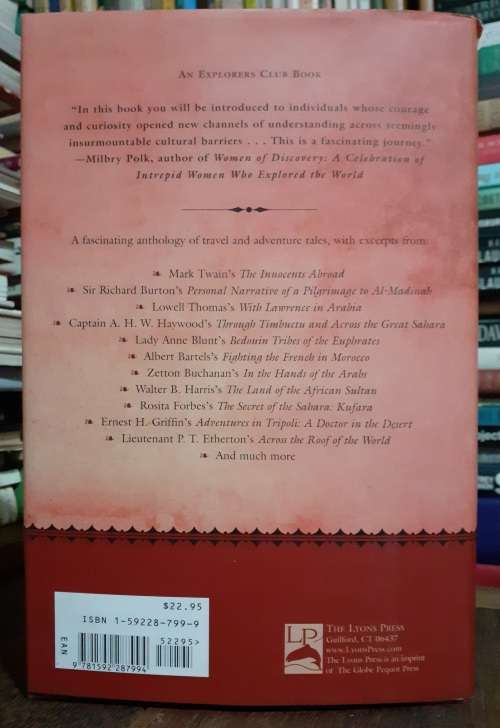 AN EXPLORERS CLUB BOOK
"In this book you will be introduced to individuals whose courage
and curiosity opened new channels of understanding across seemingly
insurmountable cultural barriers . . . This is a fascinating journey."
—Milbry Polk, author of Women of Discovery: A Celebration of
Intrepid Women Who Explored the World
A fascinating anthology of travel and adventure tales, with excerpts from:
❧ Mark Twain's The Innocents Abroad
❧ Sir Richard Burton's Personal Narrative of a Pilgrimage to Al-Madinah
❧ Lowell Thomas's With Lawrence in Arabia
❧ Captain A. H. W. Haywood's Through Timbuctu and Across the Great Sahara
❧ Lady Anne Blunt's Bedouin Tribes of the Euphrates
❧ Albert Bartels's Fighting the French in Morocco
❧ Zetton Buchanan's In the Hands of the Arabs
❧ Walter B. Harris's The Land of the African Sultan
❧ Rosita Forbes's The Secret of the Sahara: Kufara
❧ Ernest H. Griffin's Adventures in Tripoli: A Doctor in the Desert
❧ Lieutenant P. T. Etherton's Across the Roof of the World
❧ And much more
$22.95
ISBN 1-59228-799-9
52295>
EAN
9 781592 287994
LP
THE LYONS PRESS
Guilford, CT 06437
www.LyonsPress.com
The Lyons Press is an imprint
of The Globe Pequot Press